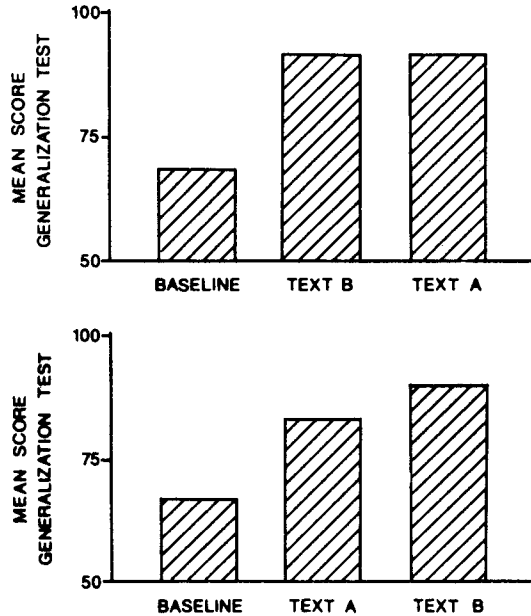 MEAN SCORE
GENERALIZATION TEST
100
75
50
BASELINE TEXT B TEXT A
MEAN SCORE
GENERALIZATION TEST
100
75
50
BASELINE TEXT A TEXT B